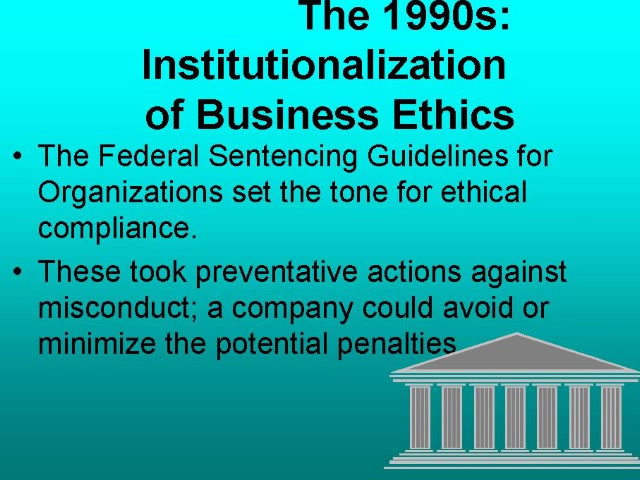 The 1990s:
Institutionalization
of Business Ethics
• The Federal Sentencing Guidelines for
Organizations set the tone for ethical
compliance.
• These took preventative actions against
misconduct; a company could avoid or
minimize the potential penalties